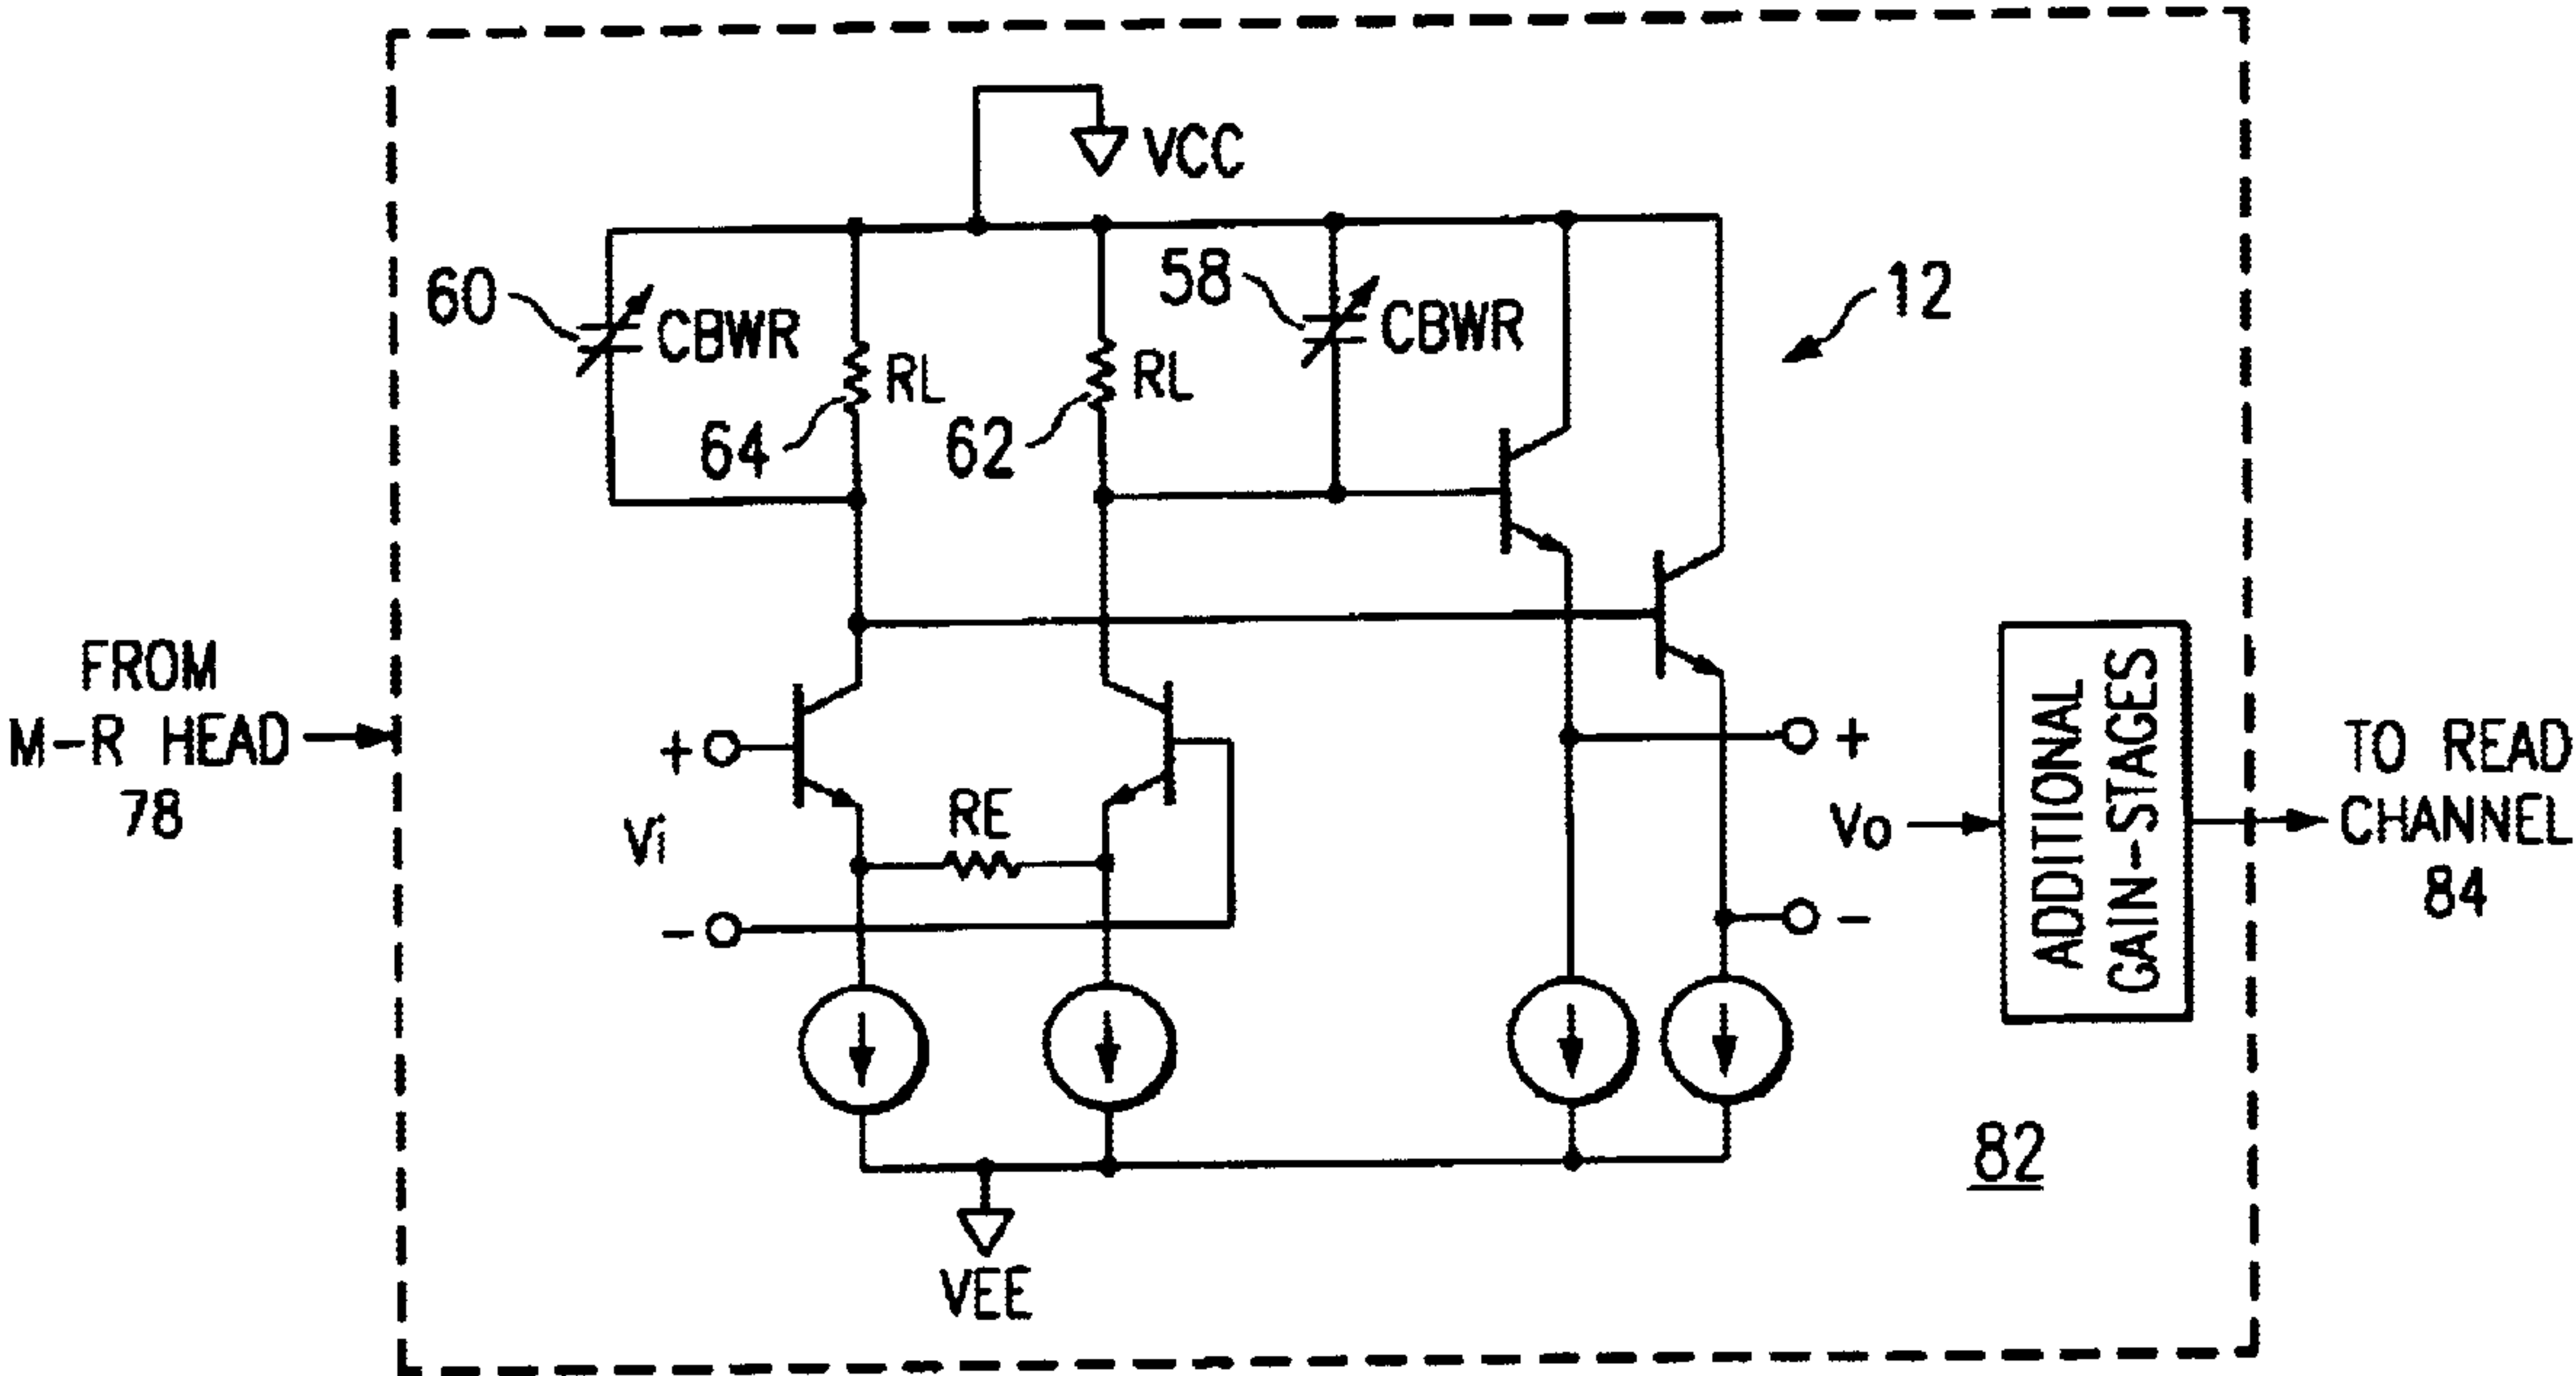 VCC
60
CBWR
RL
64
62
RL
58
CBWR
12
FROM
M-R HEAD
78
+
Vi
-
RE
+
Vo
-
ADDITIONAL
GAIN-STAGES
TO READ
CHANNEL
84
82
VEE